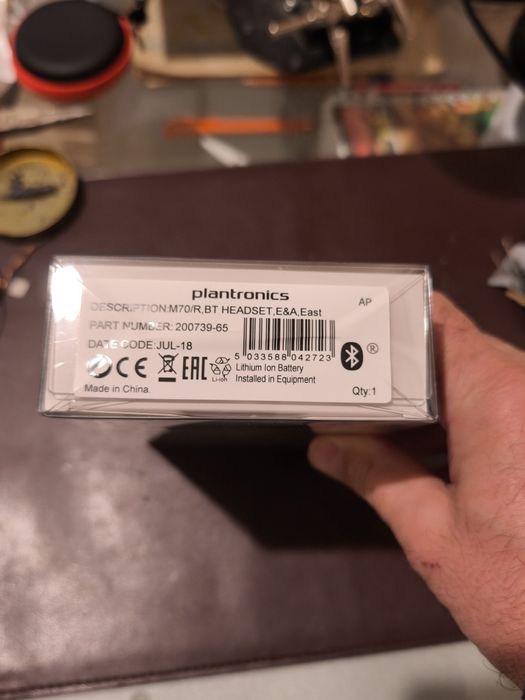 plantronics
AP
DESCRIPTION:M70/R,BT HEADSET,E&A,East
PART NUMBER: 200739-65
DATE CODE:JUL-18
5 033588 042723
®
CE EAC Li-ion Lithium Ion Battery
Installed in Equipment
Made in China.
Qty:1